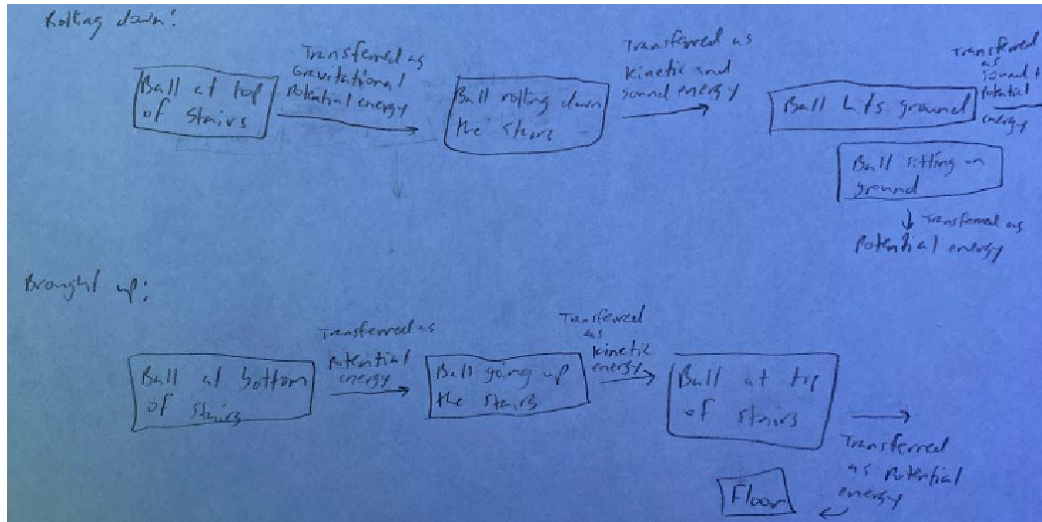 Rolling down:
Ball at top
of stairs
Transferred as
Gravitational
Potential energy
Ball rolling down
the stairs
Transferred as
kinetic and
sound energy
Ball hits ground
Transferred
as
sound +
potential
energy
Ball sitting on
ground
Transferred as
Potential energy
Brought up:
Ball at bottom
of stairs
Transferred as
Potential
energy
Ball going up
the stairs
Transferred
as
kinetic
energy
Ball at top
of stairs
Transferred
as Potential
energy
Floor